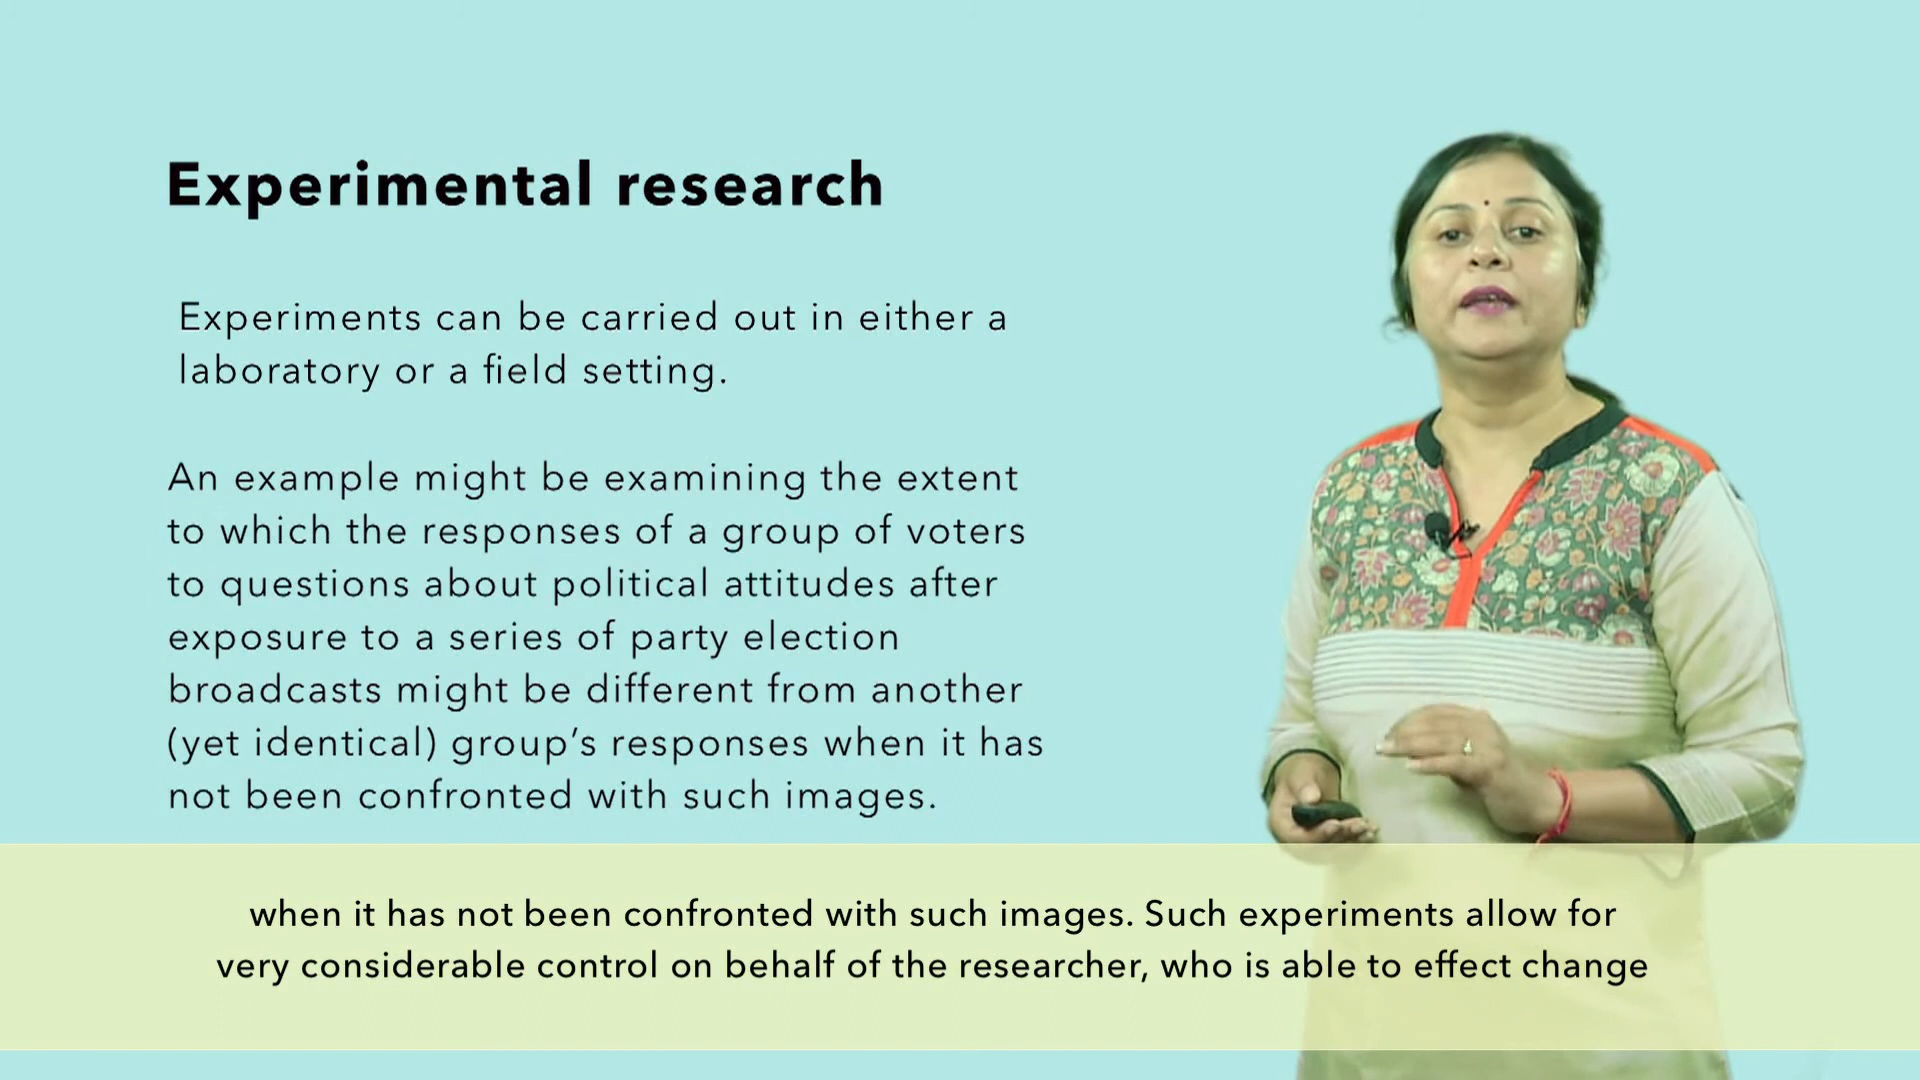 Experimental research
Experiments can be carried out in either a
laboratory or a field setting.
An example might be examining the extent
to which the responses of a group of voters
to questions about political attitudes after
exposure to a series of party election
broadcasts might be different from another
(yet identical) group’s responses when it has
not been confronted with such images.
when it has not been confronted with such images. Such experiments allow for
very considerable control on behalf of the researcher, who is able to effect change